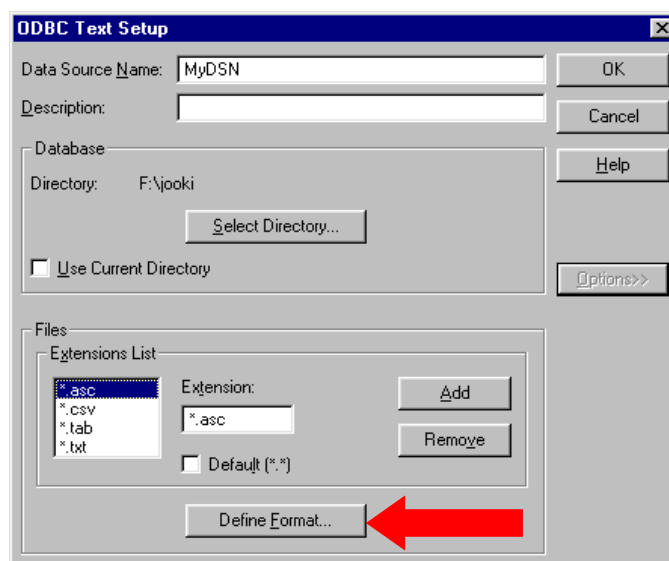 ODBC Text Setup
Data Source Name: MyDSN
OK
Description:
Cancel
Database
Help
Directory: F:\jooki
Select Directory...
Use Current Directory
Options>>
Files
Extensions List
*.asc
*.csv
*.tab
*.txt
Extension:
*.asc
Default (*.*)
Add
Remove
Define Format...